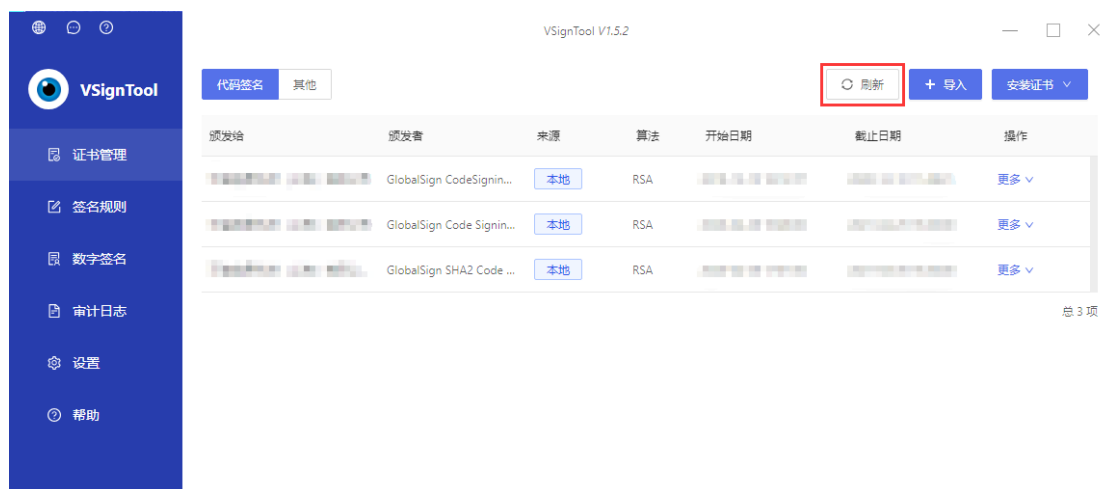 VSignTool V1.5.2
VSignTool
代码签名 其他 刷新 + 导入 安装证书
证书管理
签名规则
数字签名
审计日志
设置
帮助
颁发给 颁发者 来源 算法 开始日期 截止日期 操作
GlobalSign CodeSignin... 本地 RSA 更多
GlobalSign Code Signin... 本地 RSA 更多
GlobalSign SHA2 Code ... 本地 RSA 更多
总 3 项